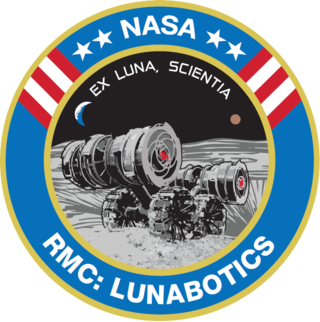 NASA
EX LUNA, SCIENTIA
RMC: LUNABOTICS